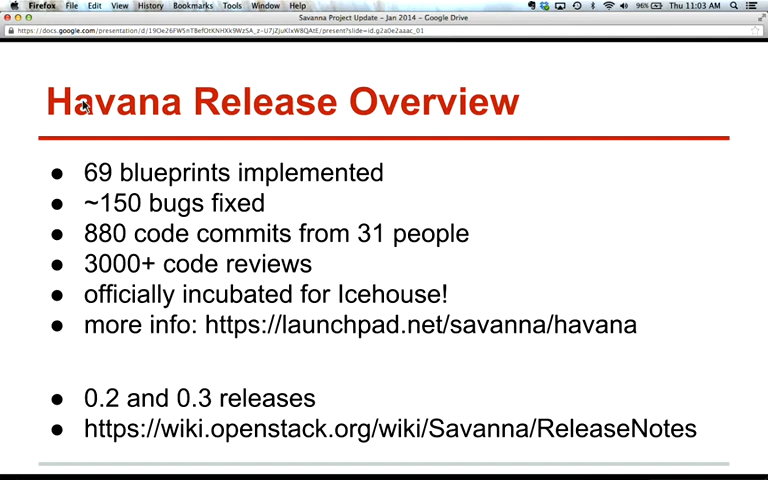 Firefox File Edit View History Bookmarks Tools Window Help 96% Thu 11:03 AM
Savanna Project Update - Jan 2014 - Google Drive
Havana Release Overview
● 69 blueprints implemented
● ~150 bugs fixed
● 880 code commits from 31 people
● 3000+ code reviews
● officially incubated for Icehouse!
● more info: https://launchpad.net/savanna/havana
● 0.2 and 0.3 releases
● https://wiki.openstack.org/wiki/Savanna/ReleaseNotes